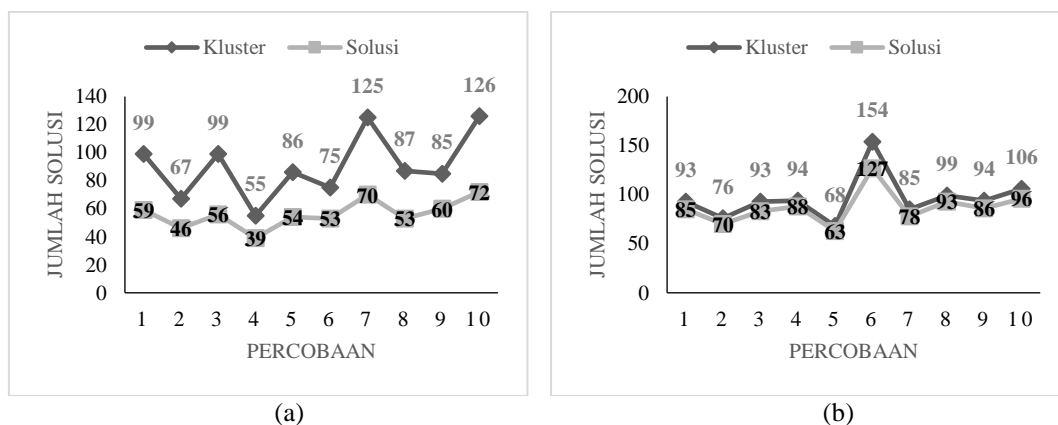 Kluster Solusi
JUMLAH SOLUSI
140
120
100
80
60
40
20
0
99 67 99 55 86 75 125 87 85 126
59 46 56 39 54 53 70 53 60 72
1 2 3 4 5 6 7 8 9 10
PERCOBAAN
(a)
Kluster Solusi
JUMLAH SOLUSI
200
150
100
50
0
93 76 93 94 68 154 85 99 94 106
85 70 83 88 63 127 78 93 86 96
1 2 3 4 5 6 7 8 9 10
PERCOBAAN
(b)